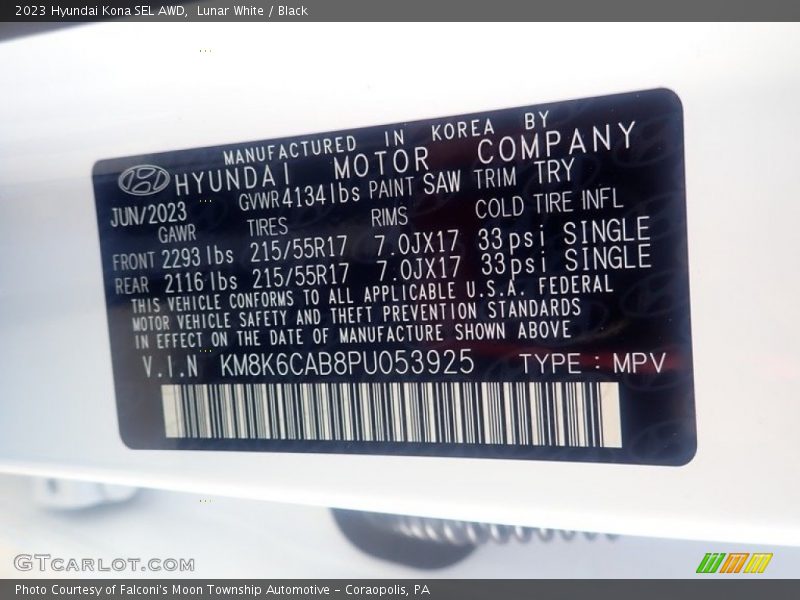 2023 Hyundai Kona SEL AWD, Lunar White / Black
MANUFACTURED IN KOREA BY
HYUNDAI MOTOR COMPANY
JUN/2023 GVWR 4134 lbs PAINT SAW TRIM TRY
GAWR TIRES RIMS COLD TIRE INFL
FRONT 2293 lbs 215/55R17 7.0JX17 33 psi SINGLE
REAR 2116 lbs 215/55R17 7.0JX17 33 psi SINGLE
THIS VEHICLE CONFORMS TO ALL APPLICABLE U.S.A. FEDERAL
MOTOR VEHICLE SAFETY AND THEFT PREVENTION STANDARDS
IN EFFECT ON THE DATE OF MANUFACTURE SHOWN ABOVE
V.I.N KM8K6CAB8PU053925 TYPE : MPV
GTCARLOT.COM
Photo Courtesy of Falconi's Moon Township Automotive - Coraopolis, PA